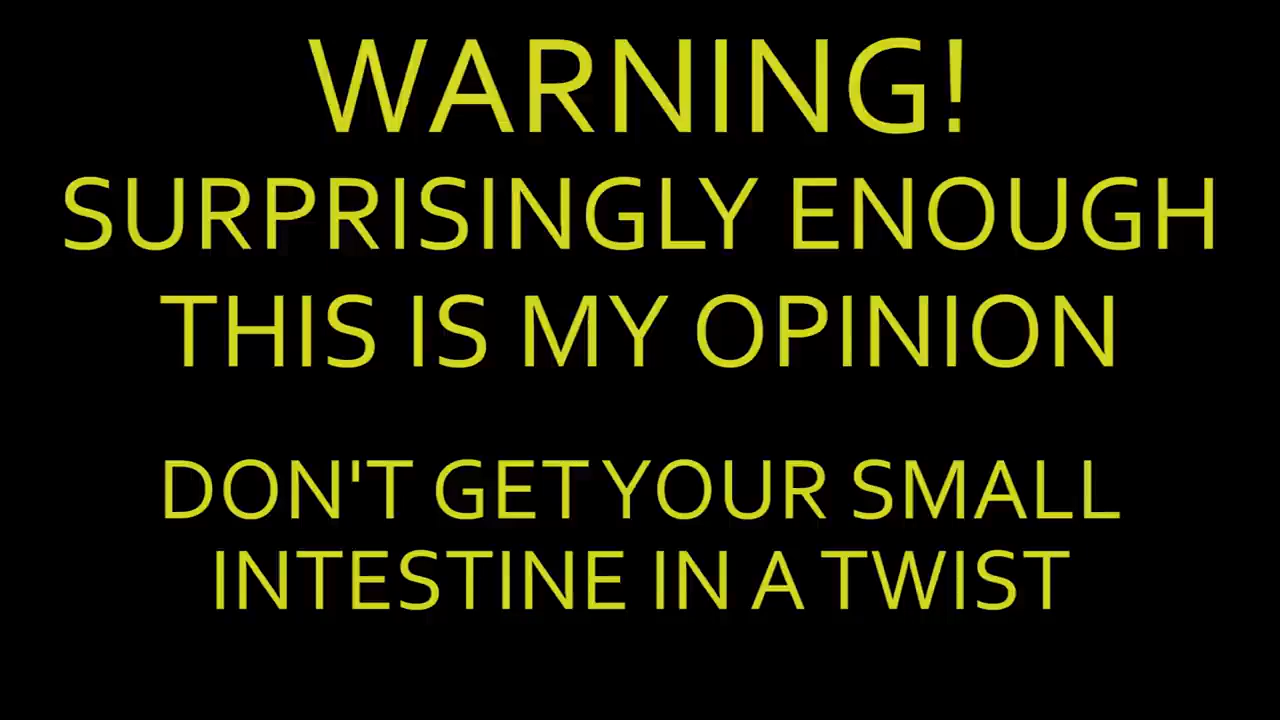 WARNING!
SURPRISINGLY ENOUGH
THIS IS MY OPINION
DON'T GET YOUR SMALL
INTESTINE IN A TWIST